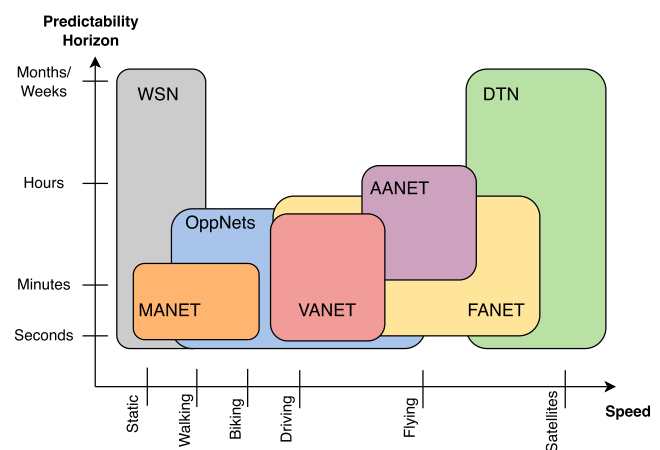 Predictability
Horizon
Months/
Weeks
WSN
DTN
Hours
AANET
OppNets
Minutes
MANET
VANET
FANET
Seconds
Static
Walking
Biking
Driving
Flying
Satellites
Speed